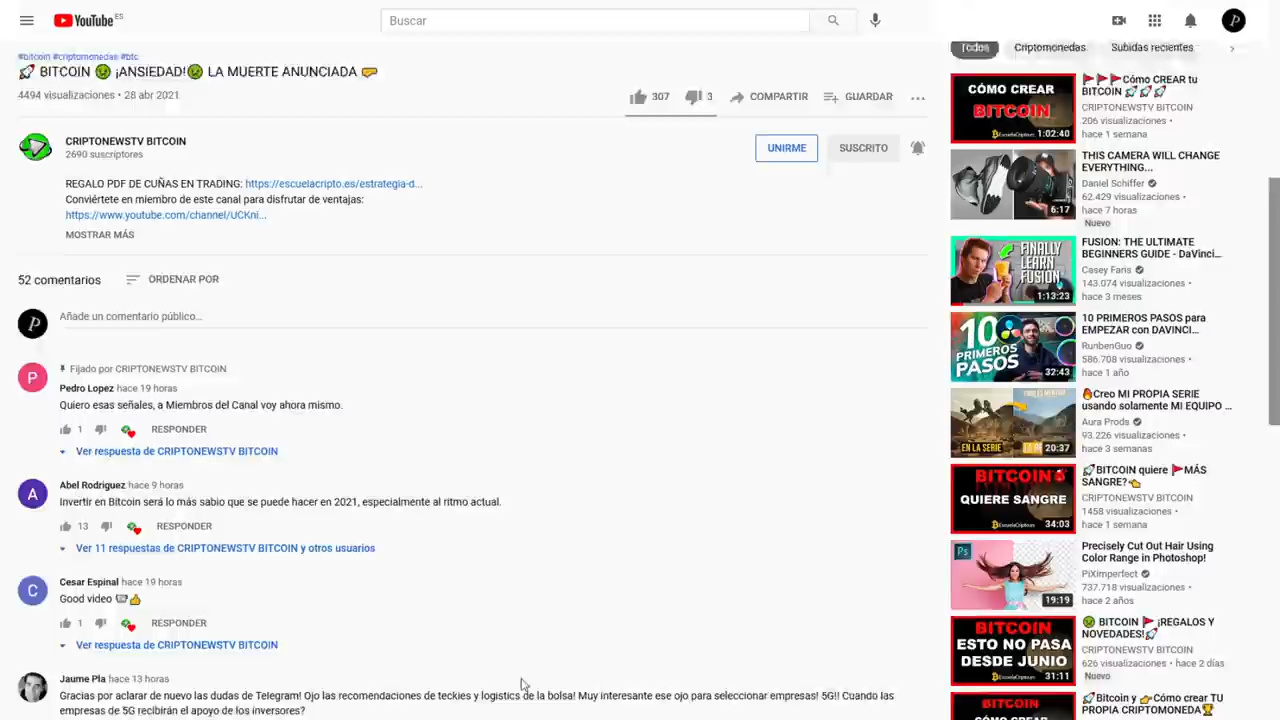 YouTube ES
Buscar
#bitcoin #criptomonedas #btc
🚀 BITCOIN 🤢 ¡ANSIEDAD!🤢 LA MUERTE ANUNCIADA
4494 visualizaciones • 28 abr 2021
307
3
COMPARTIR
GUARDAR
CRIPTONEWSTV BITCOIN
2690 suscriptores
UNIRME
SUSCRITO
REGALO PDF DE CUÑAS EN TRADING: https://escuelacripto.es/estrategia-d...
Conviértete en miembro de este canal para disfrutar de ventajas:
https://www.youtube.com/channel/UCKni...
MOSTRAR MÁS
52 comentarios
ORDENAR POR
Añade un comentario público...
Fijado por CRIPTONEWSTV BITCOIN
P
Pedro Lopez hace 19 horas
Quiero esas señales, a Miembros del Canal voy ahora mismo.
1
RESPONDER
Ver respuesta de CRIPTONEWSTV BITCOIN
A
Abel Rodriguez hace 9 horas
Invertir en Bitcoin será lo más sabio que se puede hacer en 2021, especialmente al ritmo actual.
13
RESPONDER
Ver 11 respuestas de CRIPTONEWSTV BITCOIN y otros usuarios
C
Cesar Espinal hace 19 horas
Good video
1
RESPONDER
Ver respuesta de CRIPTONEWSTV BITCOIN
Jaume Pla hace 13 horas
Gracias por aclarar de nuevo las dudas de Telegram! Ojo las recomendaciones de teckies y logistics de la bolsa! Muy interesante ese ojo para seleccionar empresas! 5G!! Cuando las
empresas de 5G recibirán el apoyo de los inversores?
Todos
Criptomonedas
Subidas recientes
CÓMO CREAR
BITCOIN
EscuelaCripto.es
1:02:40
🚩🚩🚩Cómo CREAR tu
BITCOIN 🚀🚀🚀
CRIPTONEWSTV BITCOIN
206 visualizaciones •
hace 1 semana
6:17
THIS CAMERA WILL CHANGE
EVERYTHING...
Daniel Schiffer
62.429 visualizaciones •
hace 7 horas
Nuevo
FINALLY
LEARN
FUSION
1:13:23
FUSION: THE ULTIMATE
BEGINNERS GUIDE - DaVinci...
Casey Faris
143.074 visualizaciones •
hace 3 meses
10
PRIMEROS
PASOS
32:43
10 PRIMEROS PASOS para
EMPEZAR con DAVINCI...
RunbenGuo
586.708 visualizaciones •
hace 1 año
EN LA SERIE
20:37
🔥Creo MI PROPIA SERIE
usando solamente MI EQUIPO ...
Aura Prods
93.226 visualizaciones •
hace 3 semanas
BITCOIN
QUIERE SANGRE
EscuelaCripto.es
34:03
🚀BITCOIN quiere 🚩MÁS
SANGRE?
CRIPTONEWSTV BITCOIN
1458 visualizaciones •
hace 1 semana
Ps
19:19
Precisely Cut Out Hair Using
Color Range in Photoshop!
PiXimperfect
737.718 visualizaciones •
hace 2 años
BITCOIN
ESTO NO PASA
DESDE JUNIO
EscuelaCripto.es
31:11
🤢 BITCOIN 🚩 ¡REGALOS Y
NOVEDADES!🚀
CRIPTONEWSTV BITCOIN
626 visualizaciones • hace 2 días
Nuevo
BITCOIN
CÓMO CREAR
🚀Bitcoin y 👉Cómo crear TU
PROPIA CRIPTOMONEDA🏆